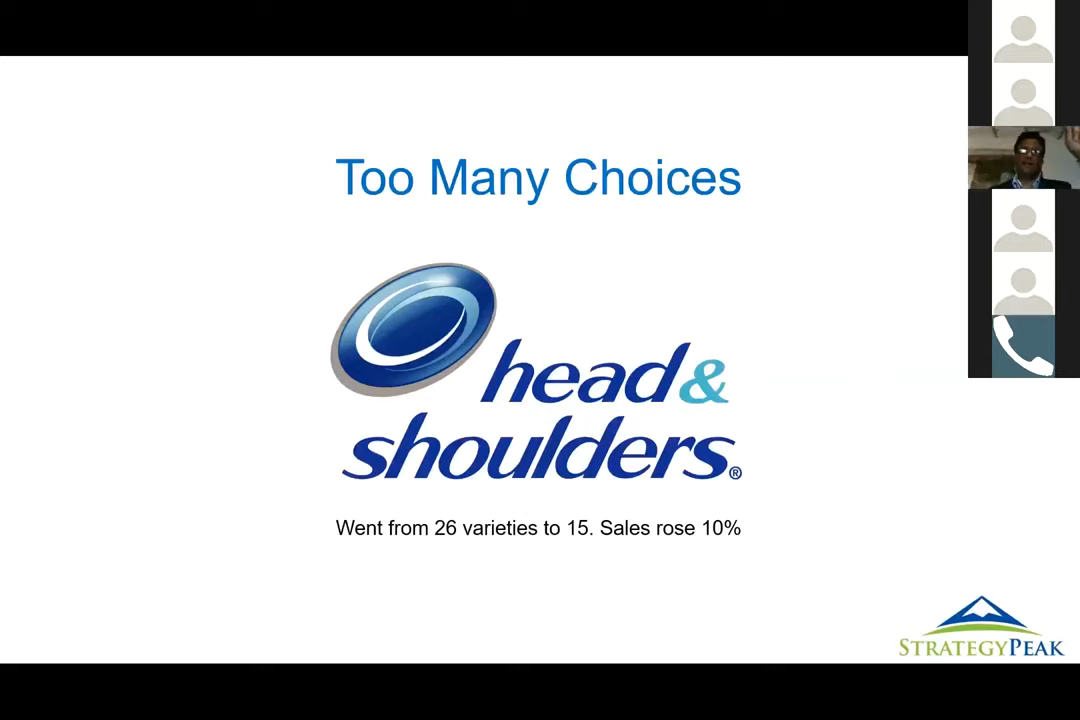 Too Many Choices
head &
shoulders®
Went from 26 varieties to 15. Sales rose 10%
STRATEGYPEAK